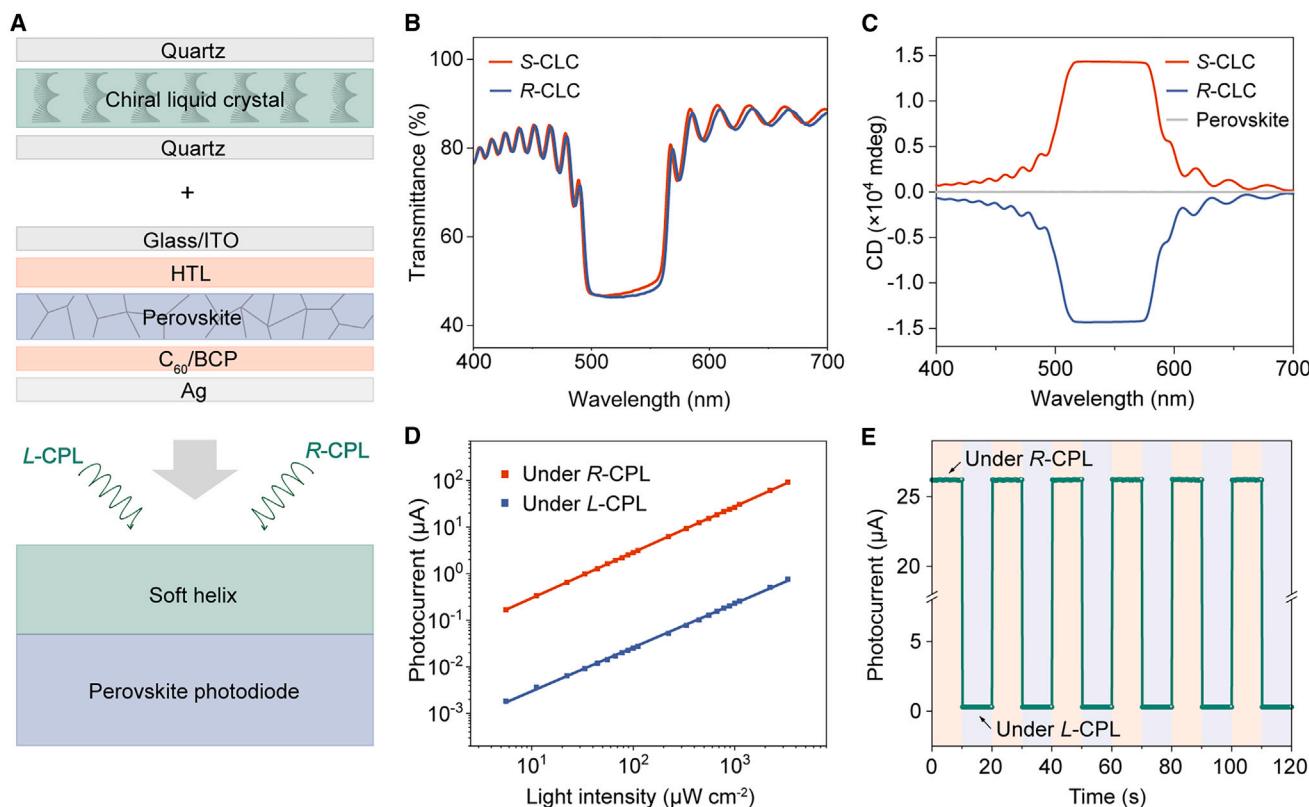 A
Quartz
Chiral liquid crystal
Quartz
+
Glass/ITO
HTL
Perovskite
C₆₀/BCP
Ag
L-CPL
R-CPL
Soft helix
Perovskite photodiode
B
S-CLC
R-CLC
Transmittance (%)
100
80
60
40
400 500 600 700
Wavelength (nm)
C
S-CLC
R-CLC
Perovskite
CD (×10⁴ mdeg)
1.5
1.0
0.5
0.0
-0.5
-1.0
-1.5
400 500 600 700
Wavelength (nm)
D
Under R-CPL
Under L-CPL
Photocurrent (µA)
10²
10¹
10⁰
10⁻¹
10⁻²
10⁻³
10¹ 10² 10³
Light intensity (µW cm⁻²)
E
Under R-CPL
Under L-CPL
Photocurrent (µA)
25
20
5
0
0 20 40 60 80 100 120
Time (s)